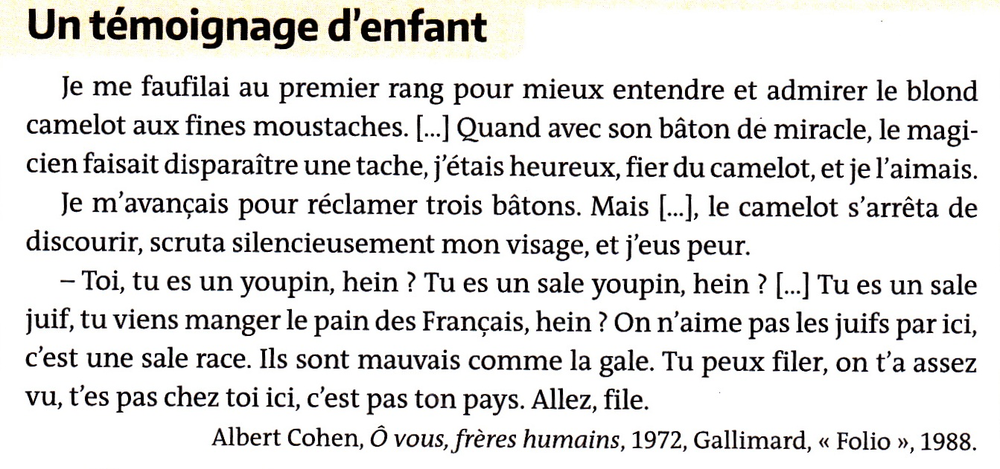 Un témoignage d'enfant
Je me faufilai au premier rang pour mieux entendre et admirer le blond
camelot aux fines moustaches. [...] Quand avec son bâton de miracle, le magi-
cien faisait disparaître une tache, j'étais heureux, fier du camelot, et je l'aimais.
Je m'avançais pour réclamer trois bâtons. Mais [...], le camelot s'arrêta de
discourir, scruta silencieusement mon visage, et j'eus peur.
– Toi, tu es un youpin, hein ? Tu es un sale youpin, hein ? [...] Tu es un sale
juif, tu viens manger le pain des Français, hein ? On n'aime pas les juifs par ici,
c'est une sale race. Ils sont mauvais comme la gale. Tu peux filer, on t'a assez
vu, t'es pas chez toi ici, c'est pas ton pays. Allez, file.
Albert Cohen, Ô vous, frères humains, 1972, Gallimard, « Folio », 1988.